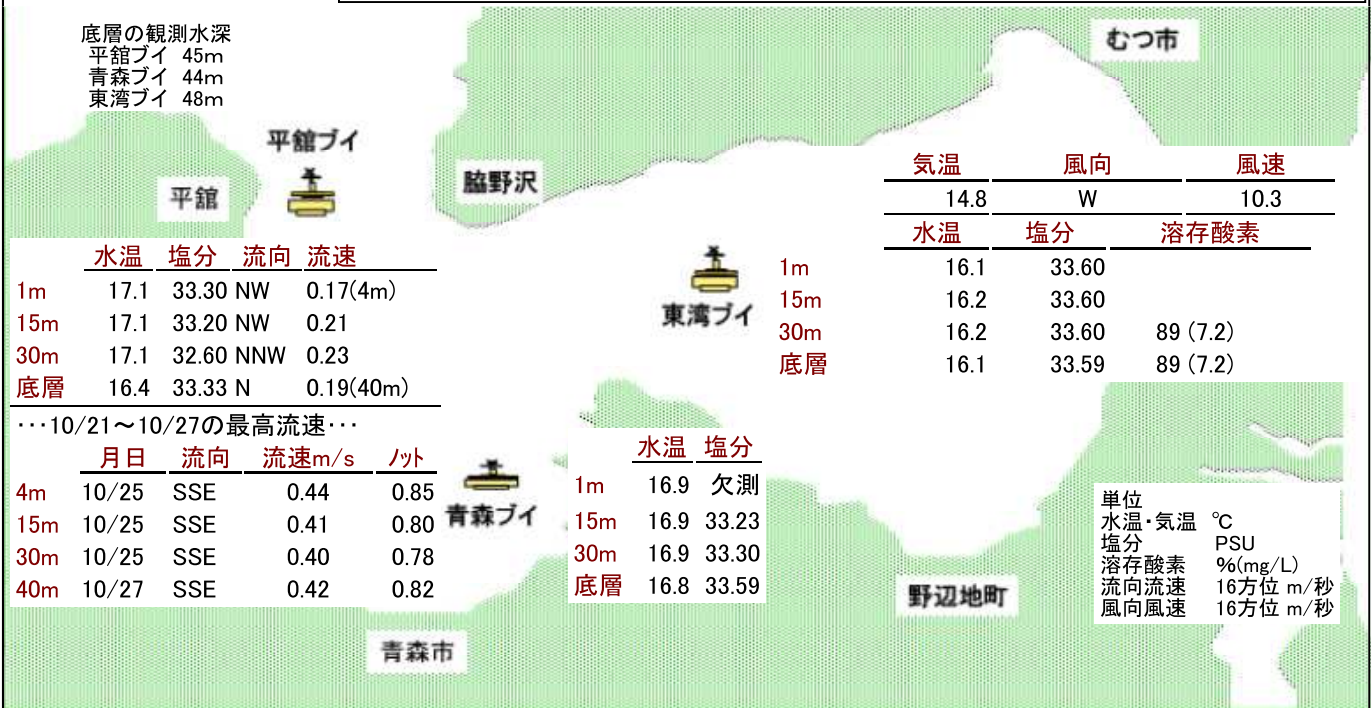 底層の観測水深
平舘ブイ 45m
青森ブイ 44m
東湾ブイ 48m
むつ市
平舘ブイ
平舘
脇野沢
気温 風向 風速
14.8 W 10.3
水温 塩分 溶存酸素
1m 16.1 33.60
15m 16.2 33.60
30m 16.2 33.60 89 (7.2)
底層 16.1 33.59 89 (7.2)
東湾ブイ
水温 塩分 流向 流速
1m 17.1 33.30 NW 0.17(4m)
15m 17.1 33.20 NW 0.21
30m 17.1 32.60 NNW 0.23
底層 16.4 33.33 N 0.19(40m)
･･･10/21～10/27の最高流速･･･
月日 流向 流速m/s ﾉｯﾄ
4m 10/25 SSE 0.44 0.85
15m 10/25 SSE 0.41 0.80
30m 10/25 SSE 0.40 0.78
40m 10/27 SSE 0.42 0.82
青森ブイ
水温 塩分
1m 16.9 欠測
15m 16.9 33.23
30m 16.9 33.30
底層 16.8 33.59
単位
水温･気温 ℃
塩分 PSU
溶存酸素 %(mg/L)
流向流速 16方位 m/秒
風向風速 16方位 m/秒
野辺地町
青森市